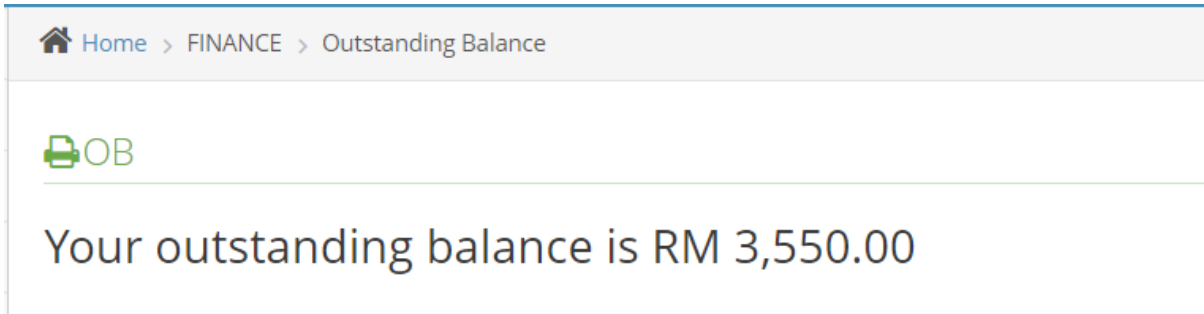 Home > FINANCE > Outstanding Balance
OB
Your outstanding balance is RM 3,550.00